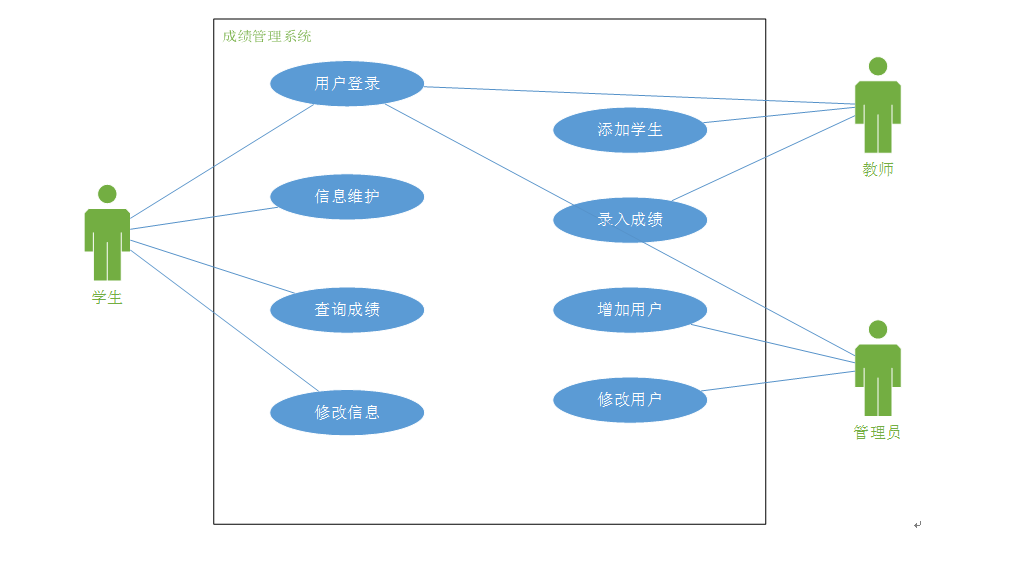 成绩管理系统
用户登录
添加学生
教师
信息维护
录入成绩
学生
查询成绩
增加用户
修改信息
修改用户
管理员